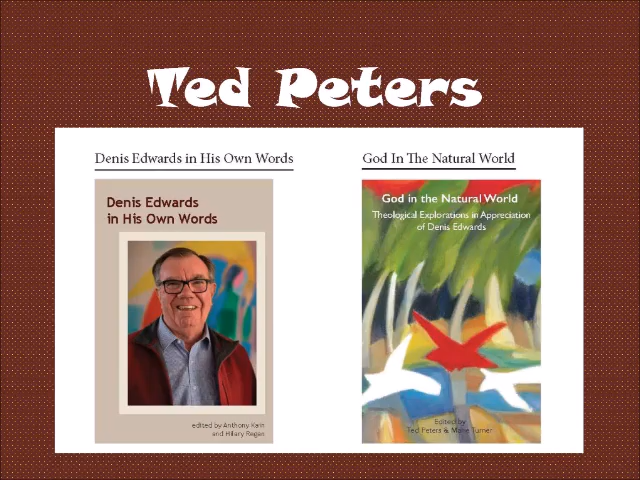 Ted Peters
Denis Edwards in His Own Words
God In The Natural World
Denis Edwards
in His Own Words
edited by Anthony Kain
and Hilary Regan
God in the Natural World
Theological Explorations in Appreciation
of Denis Edwards
Edited by
Ted Peters & Marie Turner